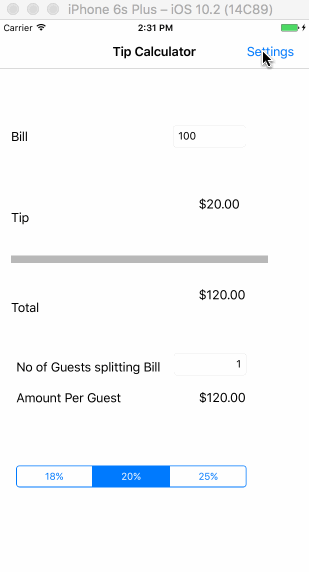 iPhone 6s Plus – iOS 10.2 (14C89)
Carrier 2:31 PM
Tip Calculator Settings
Bill 100
$20.00
Tip
$120.00
Total
No of Guests splitting Bill 1
Amount Per Guest $120.00
18% 20% 25%